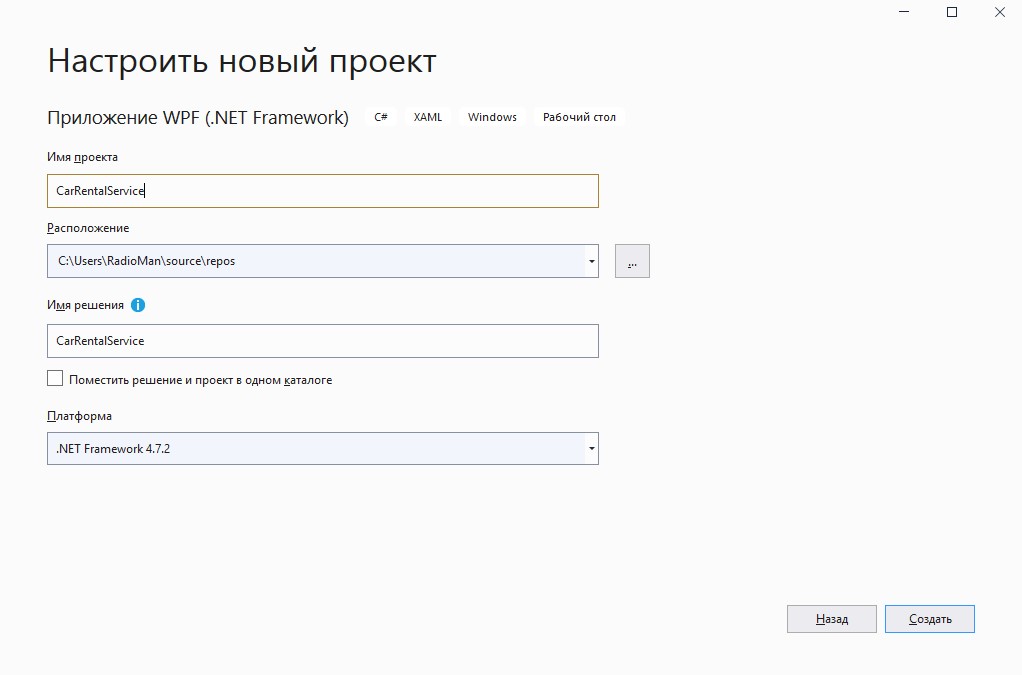 Настроить новый проект
Приложение WPF (.NET Framework) C# XAML Windows Рабочий стол
Имя проекта
CarRentalService
Расположение
C:\Users\RadioMan\source\repos
...
Имя решения i
CarRentalService
Поместить решение и проект в одном каталоге
Платформа
.NET Framework 4.7.2
Назад Создать